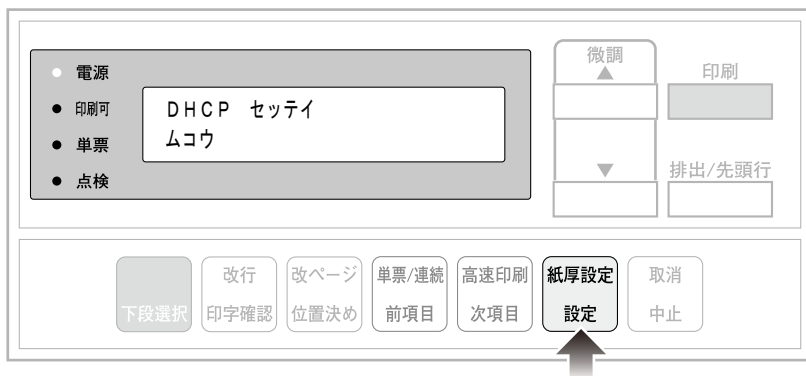 電源
印刷可
単票
点検
DHCP セッテイ
ムコウ
微調
▲
▼
印刷
排出/先頭行
下段選択
改行
印字確認
改ページ
位置決め
単票/連続
前項目
高速印刷
次項目
紙厚設定
設定
取消
中止